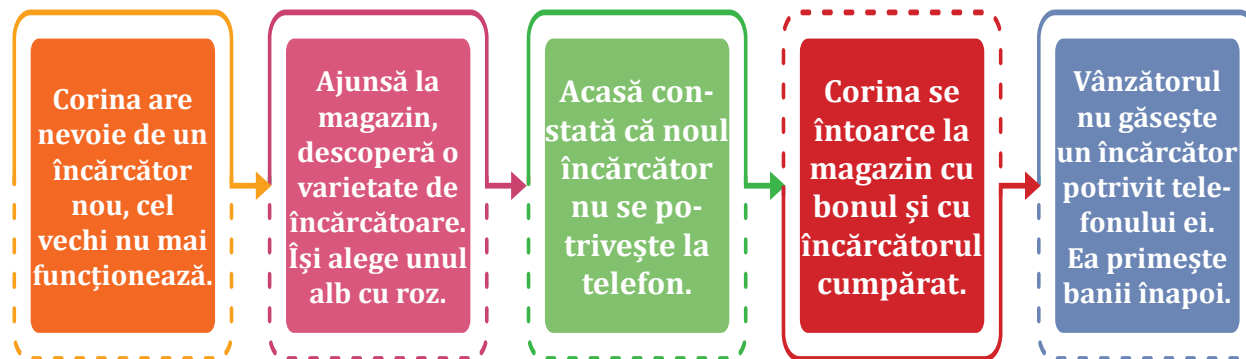 Corina are
nevoie de un
încărcător
nou, cel
vechi nu mai
funcționează.
Ajunsă la
magazin,
descoperă o
varietate de
încărcătoare.
Își alege unul
alb cu roz.
Acasă con-
stată că noul
încărcător
nu se po-
trivește la
telefon.
Corina se
întoarce la
magazin cu
bonul și cu
încărcătorul
cumpărat.
Vânzătorul
nu găsește
un încărcător
potrivit tele-
fonului ei.
Ea primește
banii înapoi.